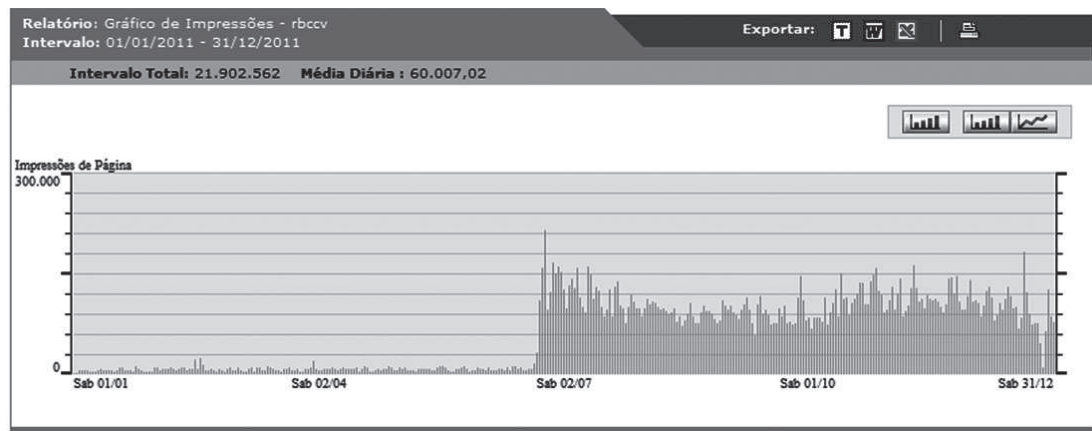 Relatório: Gráfico de Impressões - rbccv
Exportar: T W
Intervalo: 01/01/2011 - 31/12/2011
Intervalo Total: 21.902.562 Média Diária : 60.007,02
Impressões de Página
300.000
0
Sab 01/01 Sab 02/04 Sab 02/07 Sab 01/10 Sab 31/12